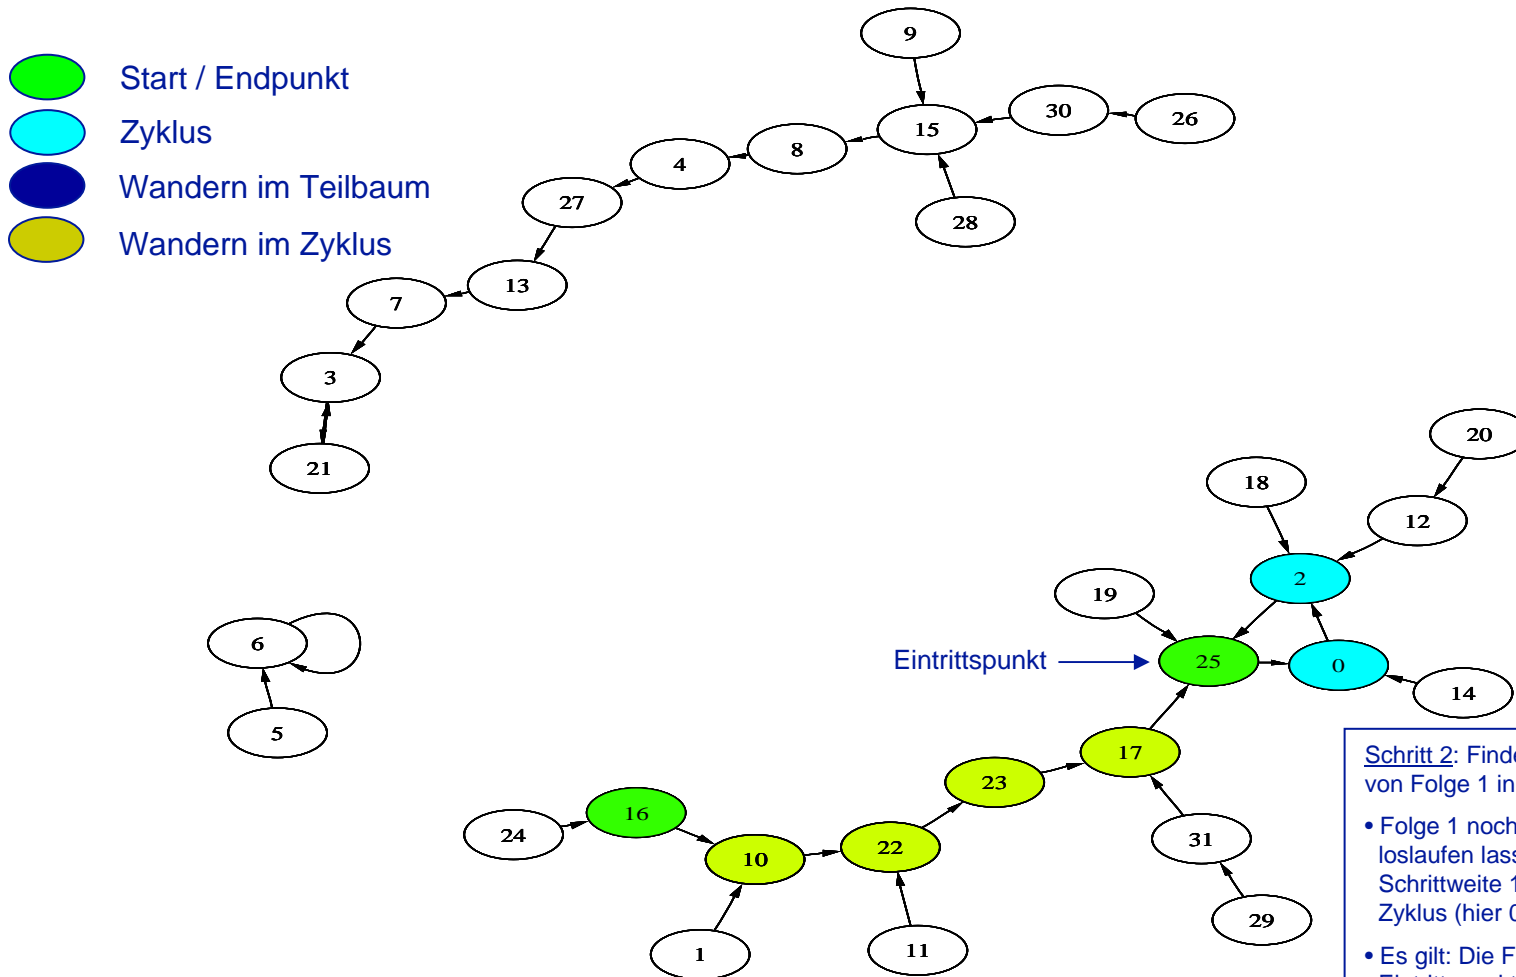 Start / Endpunkt
Zyklus
Wandern im Teilbaum
Wandern im Zyklus
9
15
30
26
8
4
28
27
13
7
3
21
20
18
12
2
19
6
Eintrittspunkt
25
0
14
5
17
23
16
24
22
10
31
29
1
11
Schritt 2: Finde
von Folge 1 in
• Folge 1 noch
loslaufen lass
Schrittweite 1
Zyklus (hier 0
• Es gilt: Die F